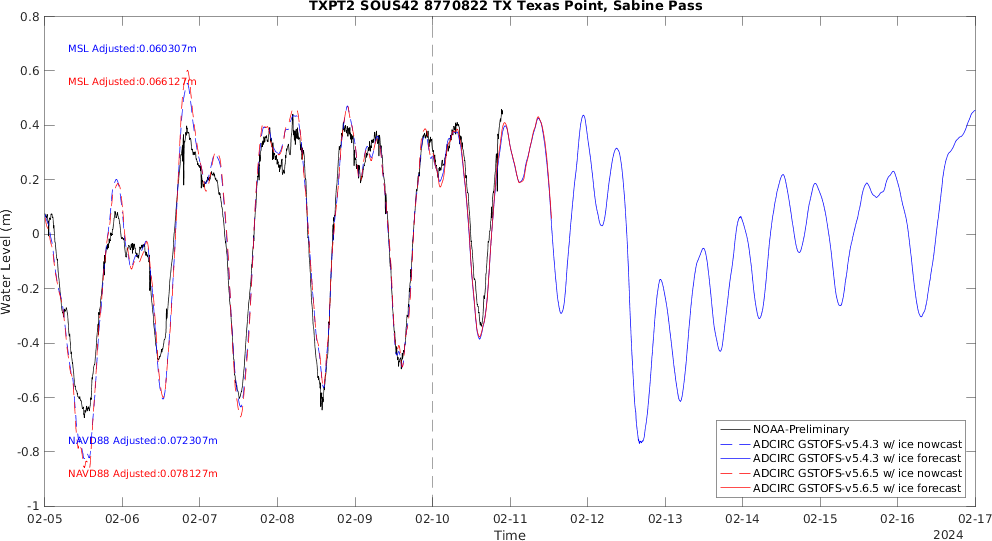 TXPT2 SOUS42 8770822 TX Texas Point, Sabine Pass
0.8
MSL Adjusted:0.060307m
0.6
MSL Adjusted:0.066127m
0.4
0.2
0
-0.2
-0.4
-0.6
-0.8
-1
Water Level (m)
NAVD88 Adjusted:0.072307m
NAVD88 Adjusted:0.078127m
NOAA-Preliminary
ADCIRC GSTOFS-v5.4.3 w/ ice nowcast
ADCIRC GSTOFS-v5.4.3 w/ ice forecast
ADCIRC GSTOFS-v5.6.5 w/ ice nowcast
ADCIRC GSTOFS-v5.6.5 w/ ice forecast
02-05 02-06 02-07 02-08 02-09 02-10 02-11 02-12 02-13 02-14 02-15 02-16 02-17
Time
2024